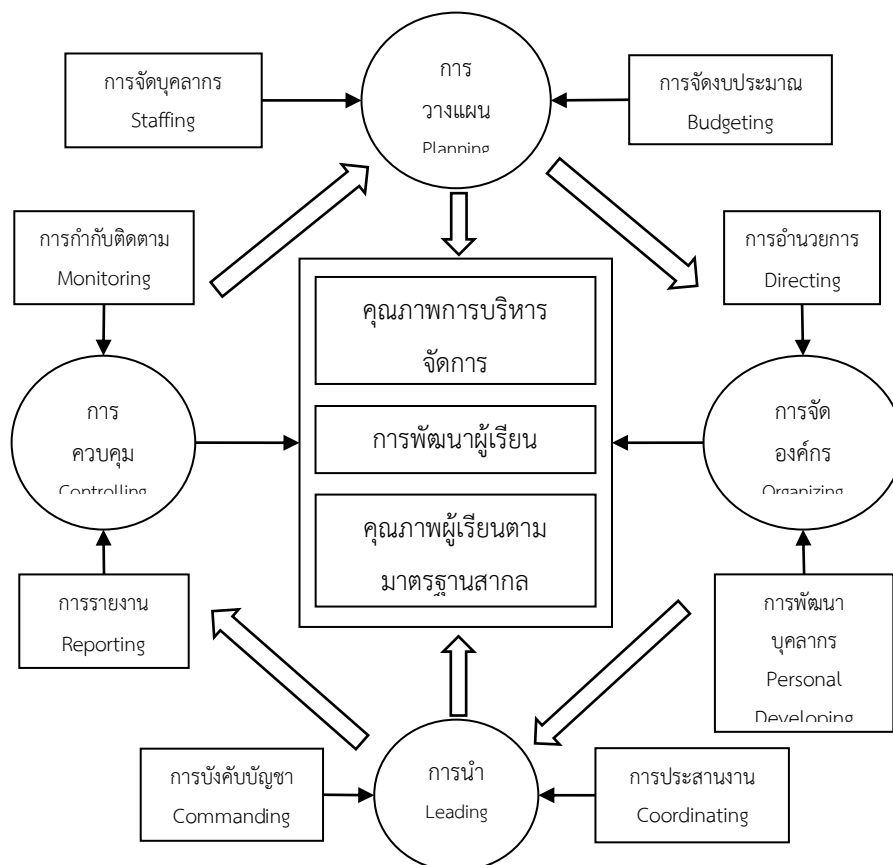 การจัดบุคลากร
Staffing
การ
วางแผน
Planning
การจัดงบประมาณ
Budgeting
การกำกับติดตาม
Monitoring
การอำนวยการ
Directing
คุณภาพการบริหาร
จัดการ
การ
ควบคุม
Controlling
การพัฒนาผู้เรียน
การจัด
องค์กร
Organizing
คุณภาพผู้เรียนตาม
มาตรฐานสากล
การรายงาน
Reporting
การพัฒนา
บุคลากร
Personal
Developing
การบังคับบัญชา
Commanding
การนำ
Leading
การประสานงาน
Coordinating